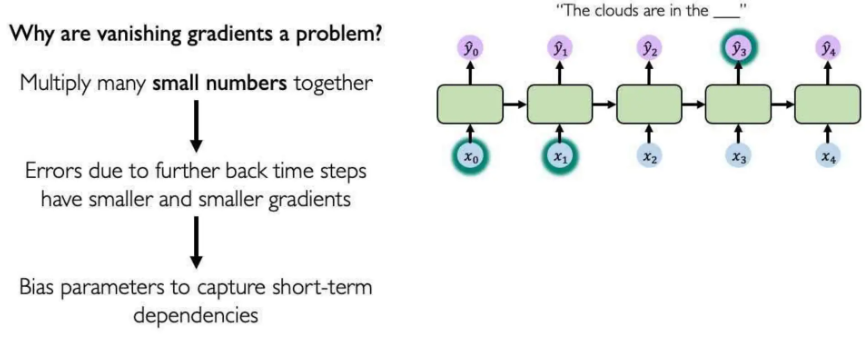 Why are vanishing gradients a problem?
Multiply many small numbers together
Errors due to further back time steps
have smaller and smaller gradients
Bias parameters to capture short-term
dependencies
“The clouds are in the ___”
ŷ₀ ŷ₁ ŷ₂ ŷ₃ ŷ₄
x₀ x₁ x₂ x₃ x₄